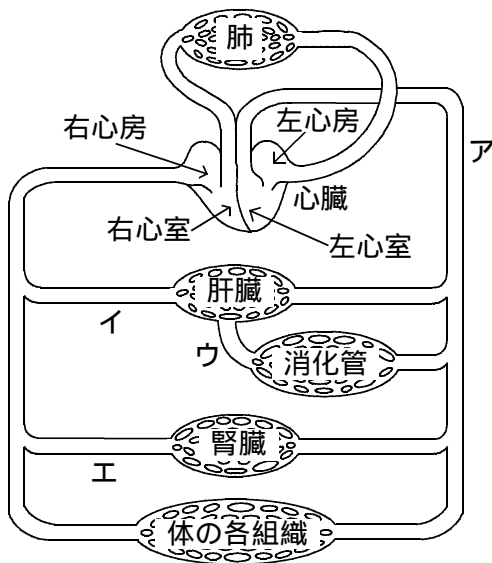 肺
右心房
左心房
ア
心臓
右心室
左心室
肝臓
イ
ウ
消化管
腎臓
エ
体の各組織